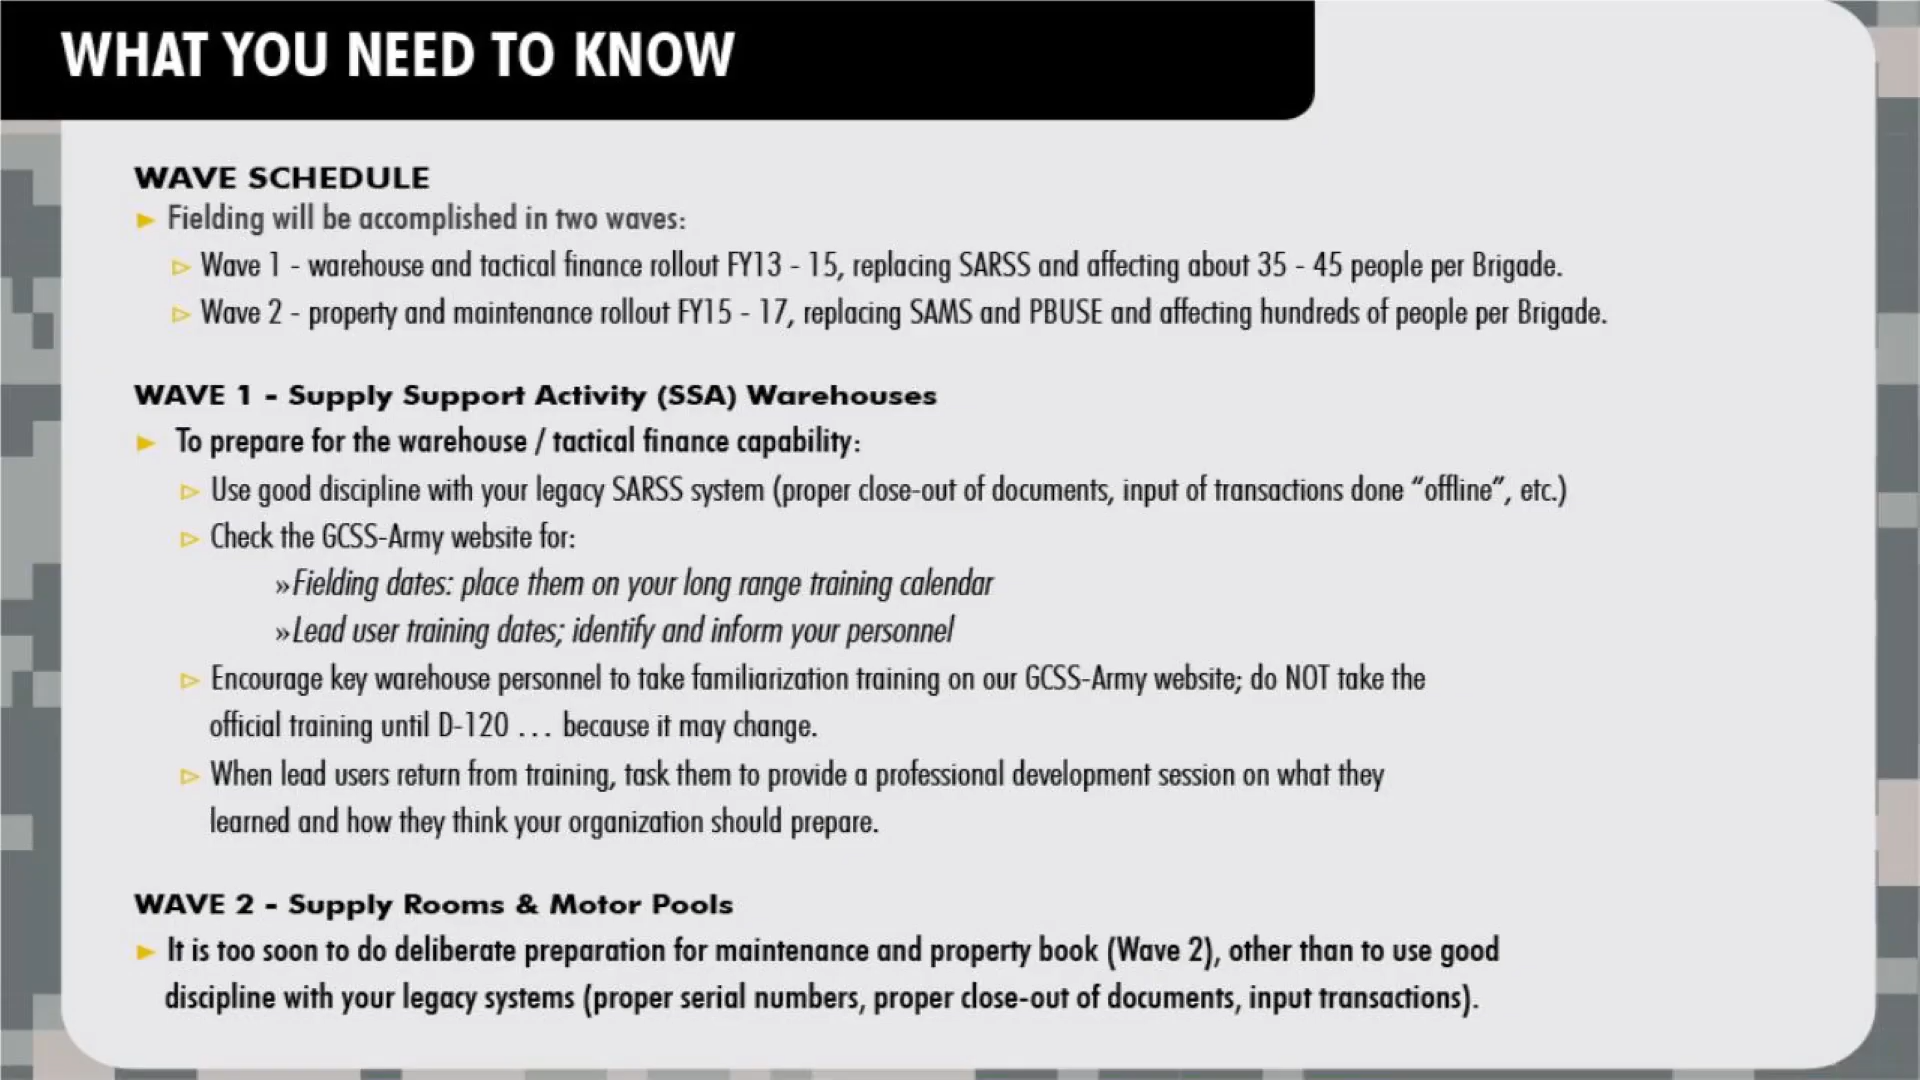 WHAT YOU NEED TO KNOW
WAVE SCHEDULE
► Fielding will be accomplished in two waves:
▷ Wave 1 - warehouse and tactical finance rollout FY13 - 15, replacing SARSS and affecting about 35 - 45 people per Brigade.
▷ Wave 2 - property and maintenance rollout FY15 - 17, replacing SAMS and PBUSE and affecting hundreds of people per Brigade.
WAVE 1 - Supply Support Activity (SSA) Warehouses
► To prepare for the warehouse / tactical finance capability:
▷ Use good discipline with your legacy SARSS system (proper close-out of documents, input of transactions done “offline”, etc.)
▷ Check the GCSS-Army website for:
»Fielding dates: place them on your long range training calendar
»Lead user training dates; identify and inform your personnel
▷ Encourage key warehouse personnel to take familiarization training on our GCSS-Army website; do NOT take the
official training until D-120 ... because it may change.
▷ When lead users return from training, task them to provide a professional development session on what they
learned and how they think your organization should prepare.
WAVE 2 - Supply Rooms & Motor Pools
► It is too soon to do deliberate preparation for maintenance and property book (Wave 2), other than to use good
discipline with your legacy systems (proper serial numbers, proper close-out of documents, input transactions).